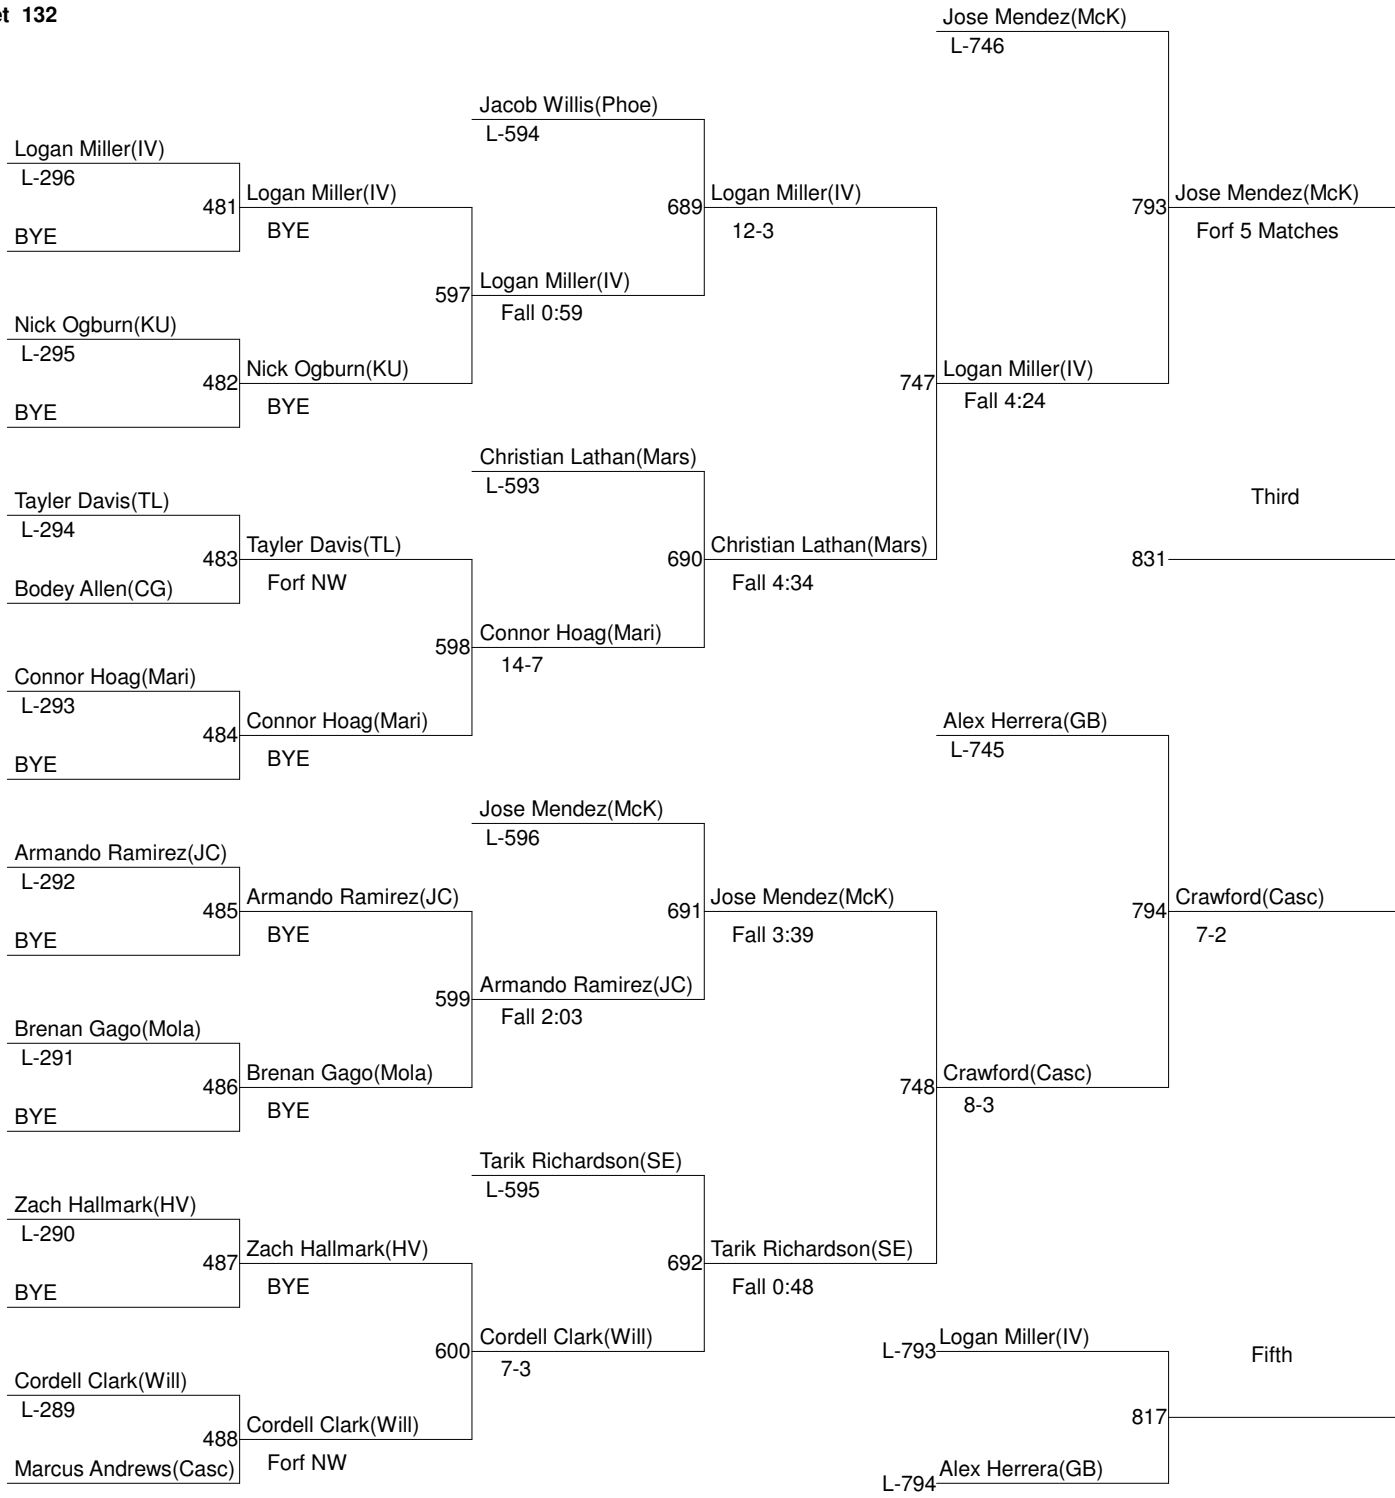 t 132
Jose Mendez(McK)
L-746
Jacob Willis(Phoe)
L-594
Logan Miller(IV)
L-296
481
Logan Miller(IV)
BYE
BYE
689
Logan Miller(IV)
12-3
793
Jose Mendez(McK)
Forf 5 Matches
597
Logan Miller(IV)
Fall 0:59
Nick Ogburn(KU)
L-295
482
Nick Ogburn(KU)
BYE
BYE
747
Logan Miller(IV)
Fall 4:24
Christian Lathan(Mars)
L-593
Third
Tayler Davis(TL)
L-294
483
Tayler Davis(TL)
Forf NW
Bodey Allen(CG)
690
Christian Lathan(Mars)
Fall 4:34
831
598
Connor Hoag(Mari)
14-7
Connor Hoag(Mari)
L-293
484
Connor Hoag(Mari)
BYE
BYE
Alex Herrera(GB)
L-745
Jose Mendez(McK)
L-596
Armando Ramirez(JC)
L-292
485
Armando Ramirez(JC)
BYE
BYE
691
Jose Mendez(McK)
Fall 3:39
794
Crawford(Casc)
7-2
599
Armando Ramirez(JC)
Fall 2:03
Brenan Gago(Mola)
L-291
486
Brenan Gago(Mola)
BYE
BYE
748
Crawford(Casc)
8-3
Tarik Richardson(SE)
L-595
Zach Hallmark(HV)
L-290
487
Zach Hallmark(HV)
BYE
BYE
692
Tarik Richardson(SE)
Fall 0:48
600
Cordell Clark(Will)
7-3
L-793
Logan Miller(IV)
Fifth
Cordell Clark(Will)
L-289
488
Cordell Clark(Will)
Forf NW
Marcus Andrews(Casc)
817
L-794
Alex Herrera(GB)